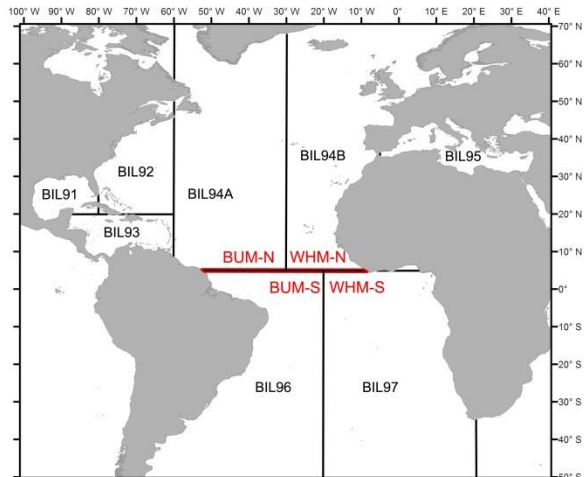 100° W 90° W 80° W 70° W 60° W 50° W 40° W 30° W 20° W 10° W 0° 10° E 20° E 30° E 40° E
70° N
60° N
50° N
40° N
BIL94B
BIL95
BIL92
30° N
BIL91
BIL94A
20° N
BIL93
10° N
BUM-N WHM-N
0°
BUM-S WHM-S
10° S
20° S
BIL96 BIL97
30° S
40° S
50° S